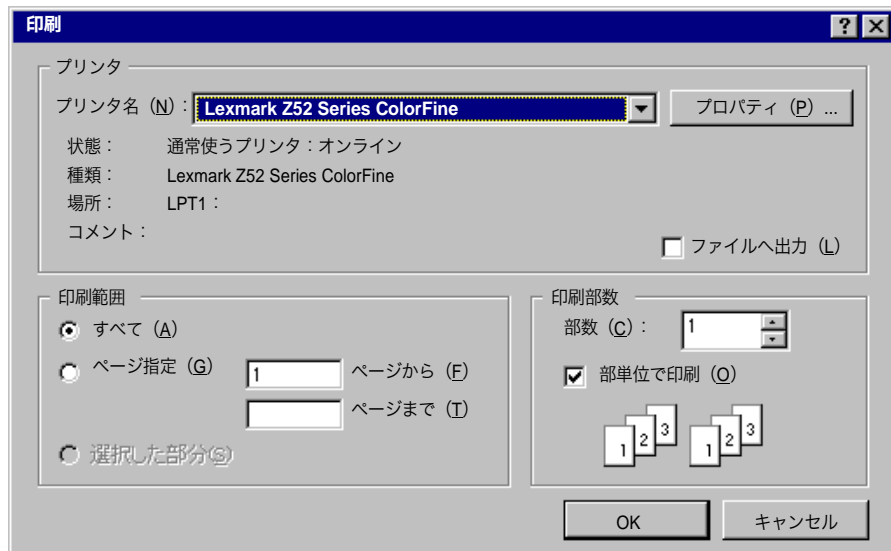 印刷
プリンタ
プリンタ名（N）： Lexmark Z52 Series ColorFine プロパティ（P）...
状態： 通常使うプリンタ：オンライン
種類： Lexmark Z52 Series ColorFine
場所： LPT1：
コメント：
ファイルへ出力（L）
印刷範囲
すべて（A）
ページ指定（G） 1 ページから（F）
ページまで（T）
選択した部分(S)
印刷部数
部数（C）： 1
部単位で印刷（O）
1 2 3 1 2 3
OK キャンセル